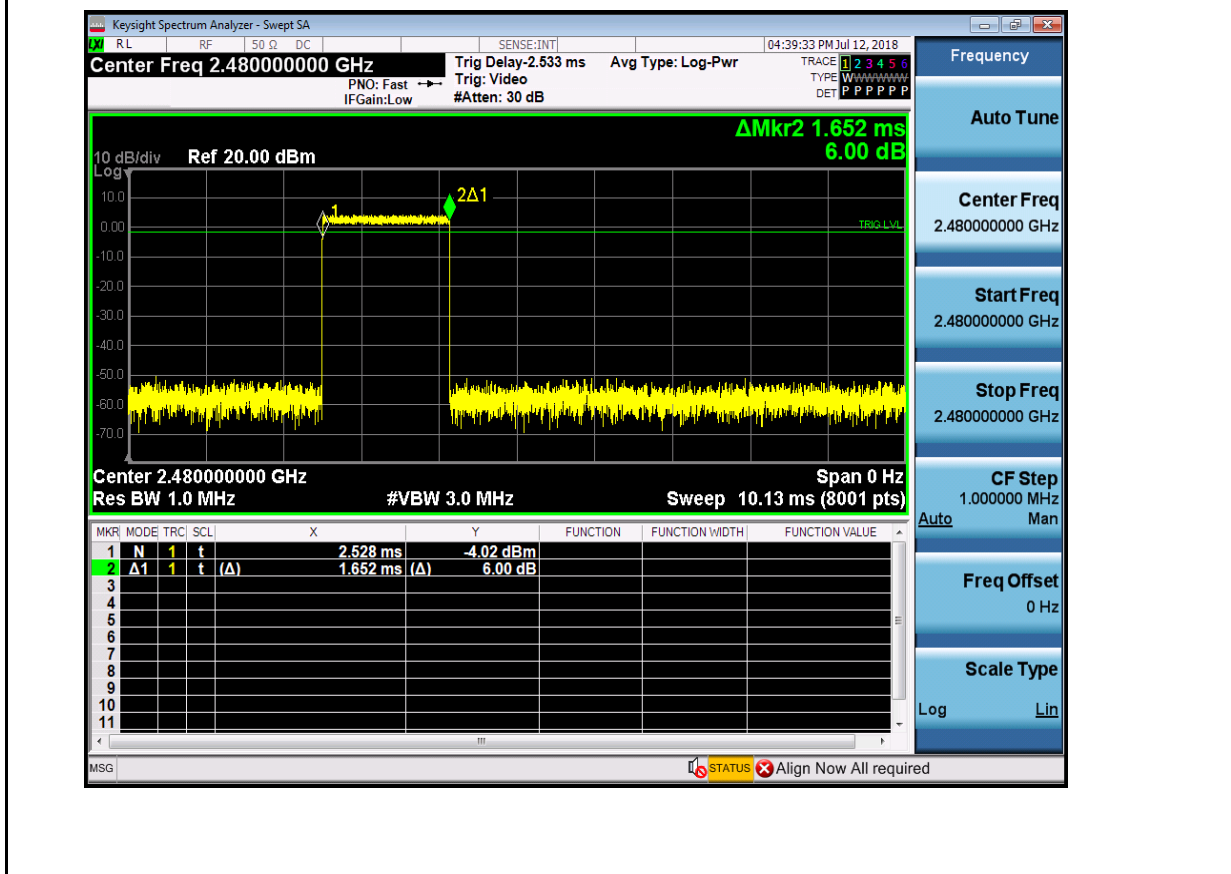 Keysight Spectrum Analyzer - Swept SA
LXI RL RF 50 Ω DC SENSE:INT 04:39:33 PM Jul 12, 2018
Center Freq 2.480000000 GHz
PNO: Fast
IFGain:Low
Trig Delay-2.533 ms
Trig: Video
#Atten: 30 dB
Avg Type: Log-Pwr
TRACE 1 2 3 4 5 6
TYPE WWWWWW
DET P P P P P P
ΔMkr2 1.652 ms
6.00 dB
10 dB/div Ref 20.00 dBm
Log
10.0
0.00
-10.0
-20.0
-30.0
-40.0
-50.0
-60.0
-70.0
1
2Δ1
TRIG LVL
Center 2.480000000 GHz Span 0 Hz
Res BW 1.0 MHz #VBW 3.0 MHz Sweep 10.13 ms (8001 pts)
MKR MODE TRC SCL X Y FUNCTION FUNCTION WIDTH FUNCTION VALUE
1 N 1 t 2.528 ms -4.02 dBm
2 Δ1 1 t (Δ) 1.652 ms (Δ) 6.00 dB
3
4
5
6
7
8
9
10
11
MSG STATUS Align Now All required
Frequency
Auto Tune
Center Freq
2.480000000 GHz
Start Freq
2.480000000 GHz
Stop Freq
2.480000000 GHz
CF Step
1.000000 MHz
Auto Man
Freq Offset
0 Hz
Scale Type
Log Lin